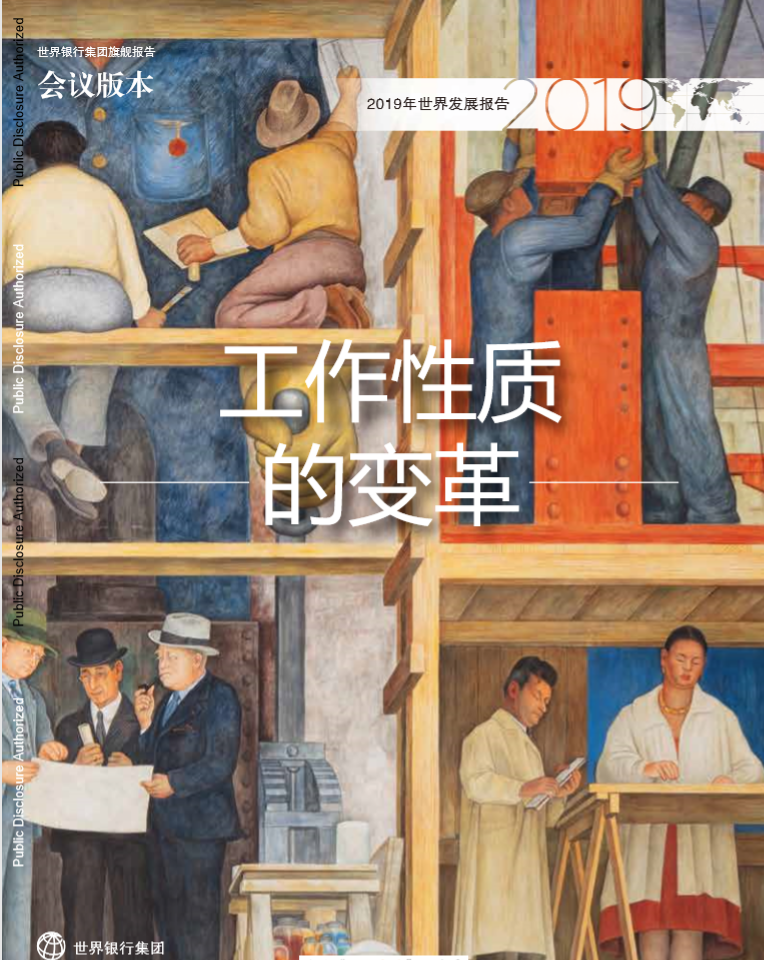 世界银行集团旗舰报告
会议版本
2019年世界发展报告 2019
工作性质
的变革
世界银行集团
Public Disclosure Authorized
Public Disclosure Authorized
Public Disclosure Authorized
Public Disclosure Authorized